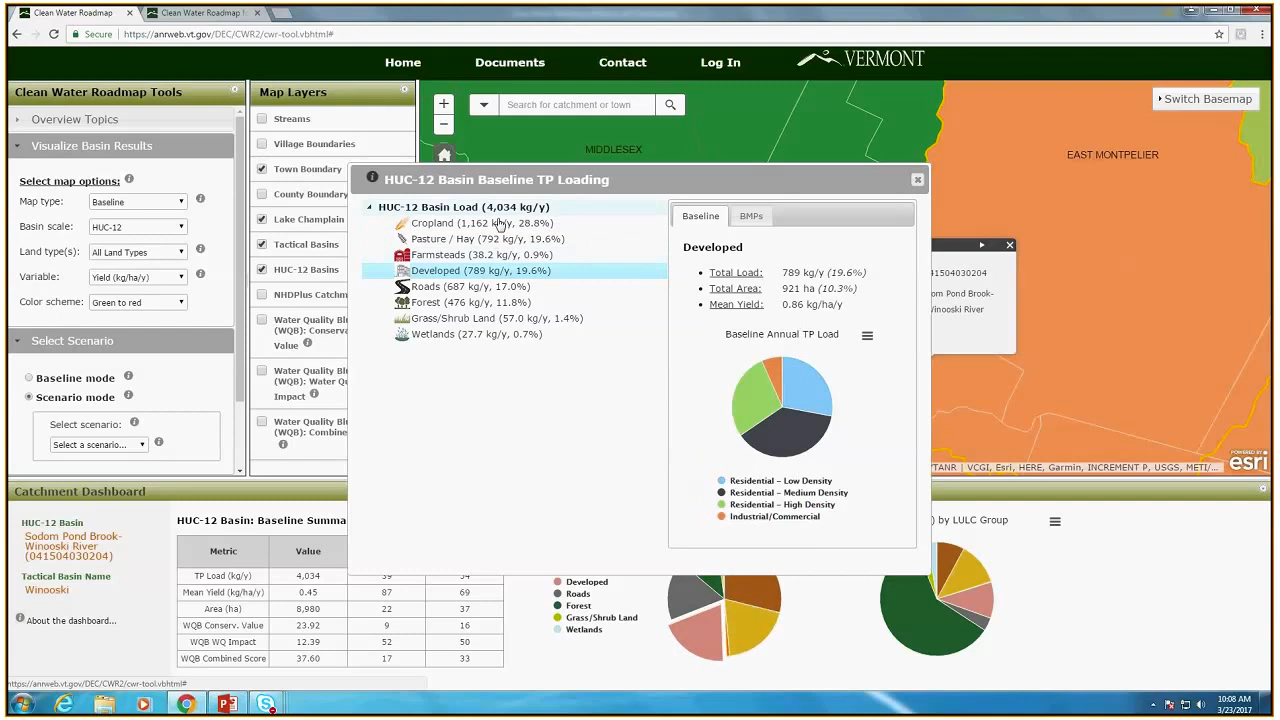 Clean Water Roadmap
Clean Water Roadmap
Secure
https://anrweb.vt.gov/DEC/CWR2/cwr-tool.vbhtml#
Home
Documents
Contact
Log In
VERMONT
Clean Water Roadmap Tools
Overview Topics
Visualize Basin Results
Select map options:
Map type:
Baseline
Basin scale:
HUC-12
Land type(s):
All Land Types
Variable:
Yield (kg/ha/y)
Color scheme:
Green to red
Select Scenario
Baseline mode
Scenario mode
Select scenario:
Select a scenario...
Map Layers
Streams
Village Boundaries
Town Boundary
County Boundary
Lake Champlain
Tactical Basins
HUC-12 Basins
NHDPlus Catchm
Water Quality Blu
(WQB): Conserva
Value
Water Quality Blu
(WQB): Water Qu
Impact
Water Quality Blu
(WQB): Combine
Search for catchment or town
Switch Basemap
MIDDLESEX
EAST MONTPELIER
HUC-12 Basin Baseline TP Loading
HUC-12 Basin Load (4,034 kg/y)
Cropland (1,162 kg/y, 28.8%)
Pasture / Hay (792 kg/y, 19.6%)
Farmsteads (38.2 kg/y, 0.9%)
Developed (789 kg/y, 19.6%)
Roads (687 kg/y, 17.0%)
Forest (476 kg/y, 11.8%)
Grass/Shrub Land (57.0 kg/y, 1.4%)
Wetlands (27.7 kg/y, 0.7%)
Baseline
BMPs
Developed
Total Load: 789 kg/y (19.6%)
Total Area: 921 ha (10.3%)
Mean Yield: 0.86 kg/ha/y
Baseline Annual TP Load
Residential – Low Density
Residential – Medium Density
Residential – High Density
Industrial/Commercial
41504030204
Sodom Pond Brook-
Winooski River
/TANR | VCGI, Esri, HERE, Garmin, INCREMENT P, USGS, METI/...
POWERED BY
esri
Catchment Dashboard
HUC-12 Basin
Sodom Pond Brook-
Winooski River
(041504030204)
Tactical Basin Name
Winooski
About the dashboard...
HUC-12 Basin: Baseline Summa
Metric Value
TP Load (kg/y) 4,034 39 34
Mean Yield (kg/ha/y) 0.45 87 69
Area (ha) 8,980 22 37
WQB Conserv. Value 23.92 9 16
WQB WQ Impact 12.39 52 50
WQB Combined Score 37.60 17 33
Developed
Roads
Forest
Grass/Shrub Land
Wetlands
) by LULC Group
https://anrweb.vt.gov/DEC/CWR2/cwr-tool.vbhtml#
10:08 AM
3/23/2017